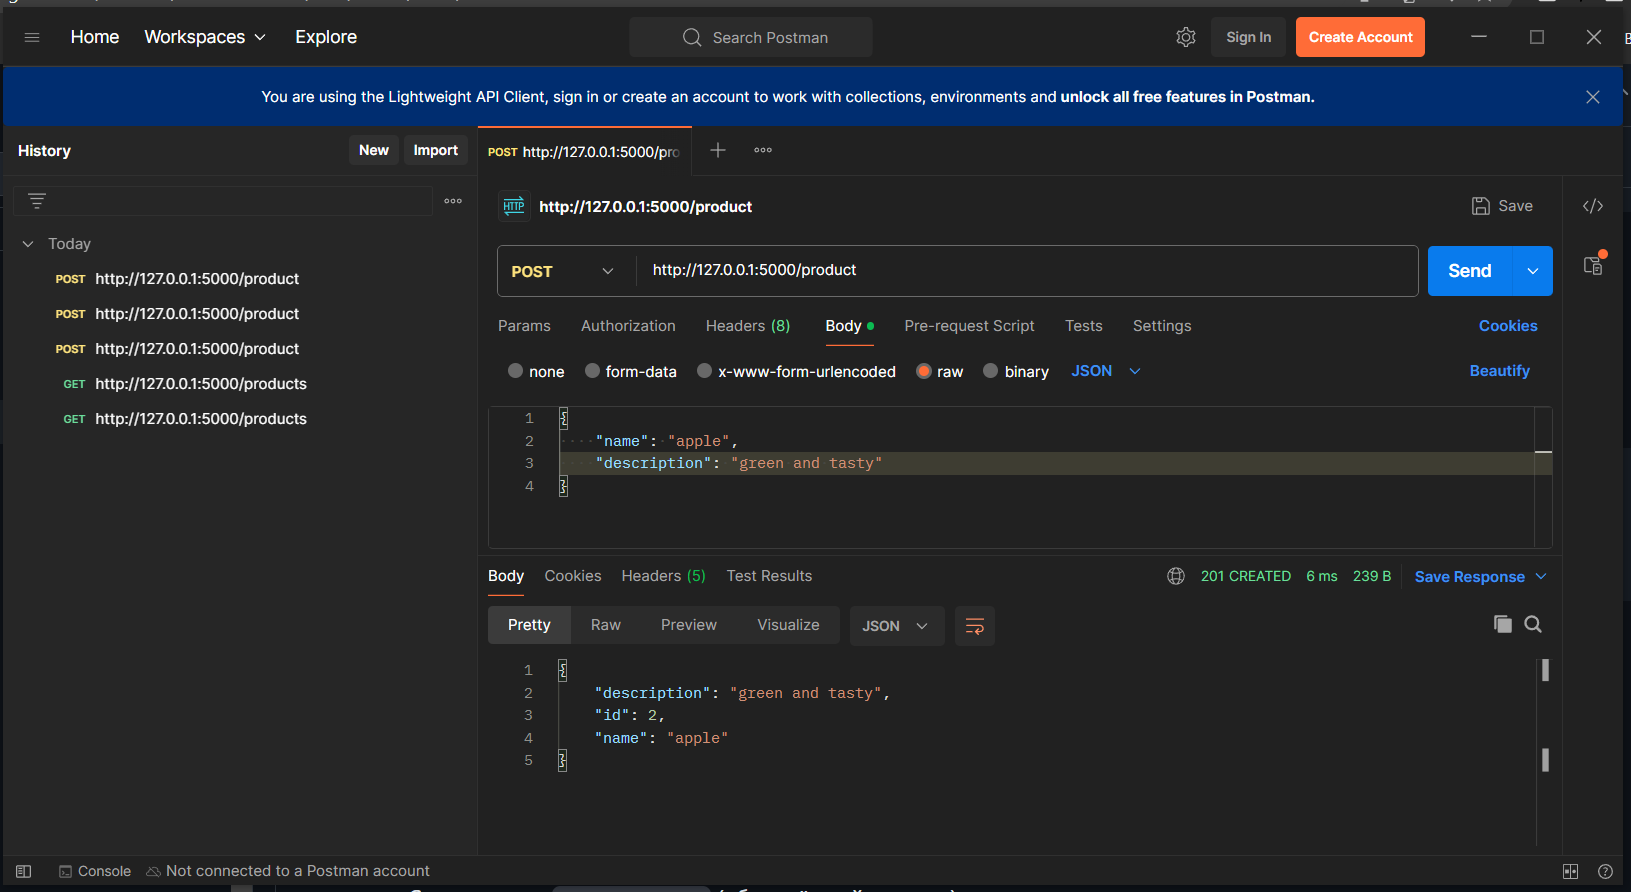 Home Workspaces Explore Search Postman Sign In Create Account
You are using the Lightweight API Client, sign in or create an account to work with collections, environments and unlock all free features in Postman.
History New Import
Today
POST http://127.0.0.1:5000/product
POST http://127.0.0.1:5000/product
POST http://127.0.0.1:5000/product
GET http://127.0.0.1:5000/products
GET http://127.0.0.1:5000/products
POST http://127.0.0.1:5000/pro
HTTP http://127.0.0.1:5000/product Save </>
POST http://127.0.0.1:5000/product Send
Params Authorization Headers (8) Body Pre-request Script Tests Settings Cookies
none form-data x-www-form-urlencoded raw binary JSON Beautify
1 {
2 "name": "apple",
3 "description": "green and tasty"
4 }
Body Cookies Headers (5) Test Results 201 CREATED 6 ms 239 B Save Response
Pretty Raw Preview Visualize JSON
1 {
2 "description": "green and tasty",
3 "id": 2,
4 "name": "apple"
5 }
Console Not connected to a Postman account